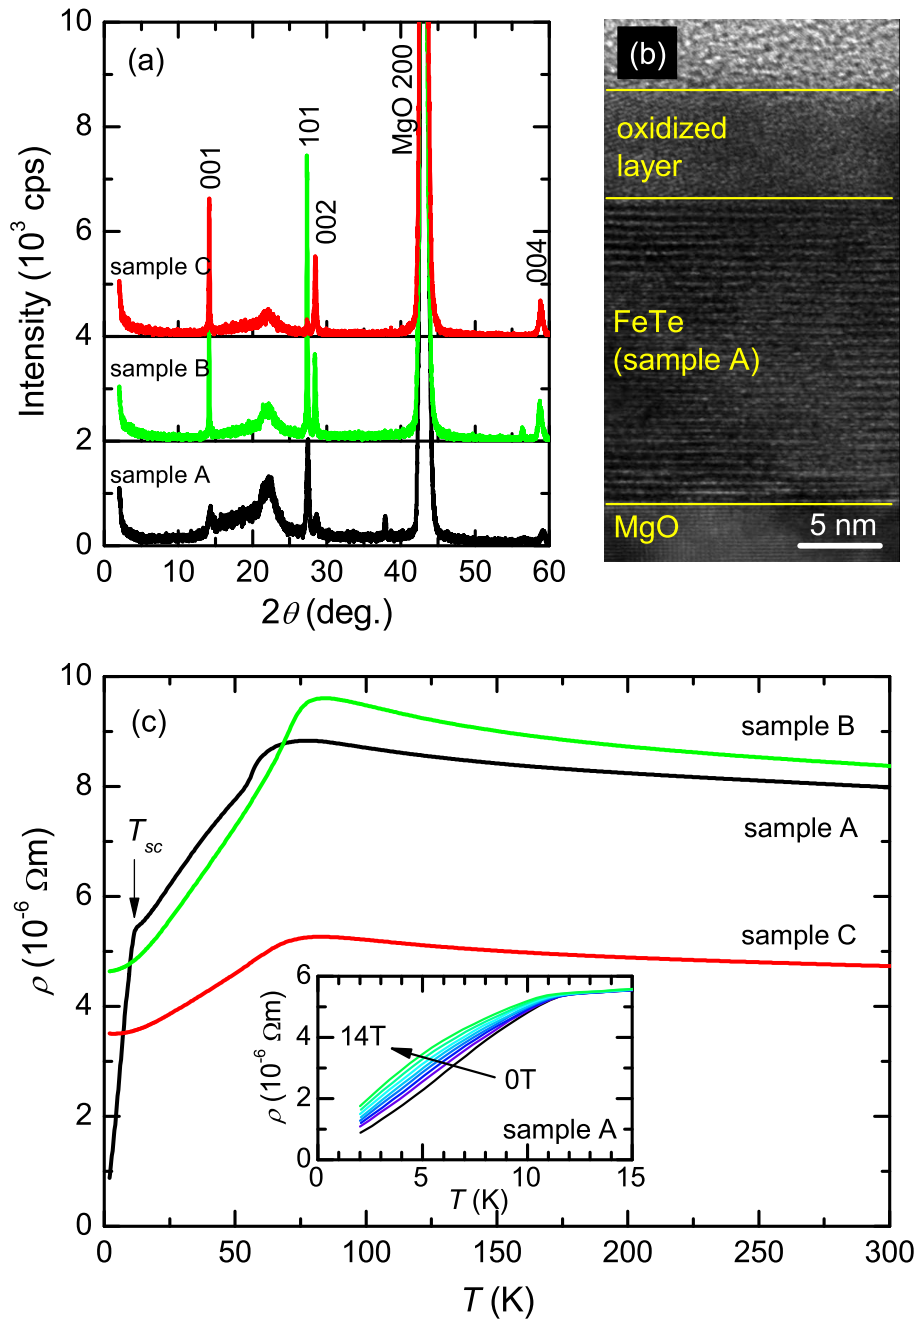 (a)
10
8
6
4
2
0
Intensity (10³ cps)
001
101
002
MgO 200
004
sample C
sample B
sample A
0 10 20 30 40 50 60
2θ (deg.)
(b)
oxidized
layer
FeTe
(sample A)
MgO
5 nm
(c)
10
8
6
4
2
0
ρ (10⁻⁶ Ωm)
T sc
sample B
sample A
sample C
6
4
2
0
ρ (10⁻⁶ Ωm)
14T
0T
sample A
0 5 10 15
T (K)
0 50 100 150 200 250 300
T (K)